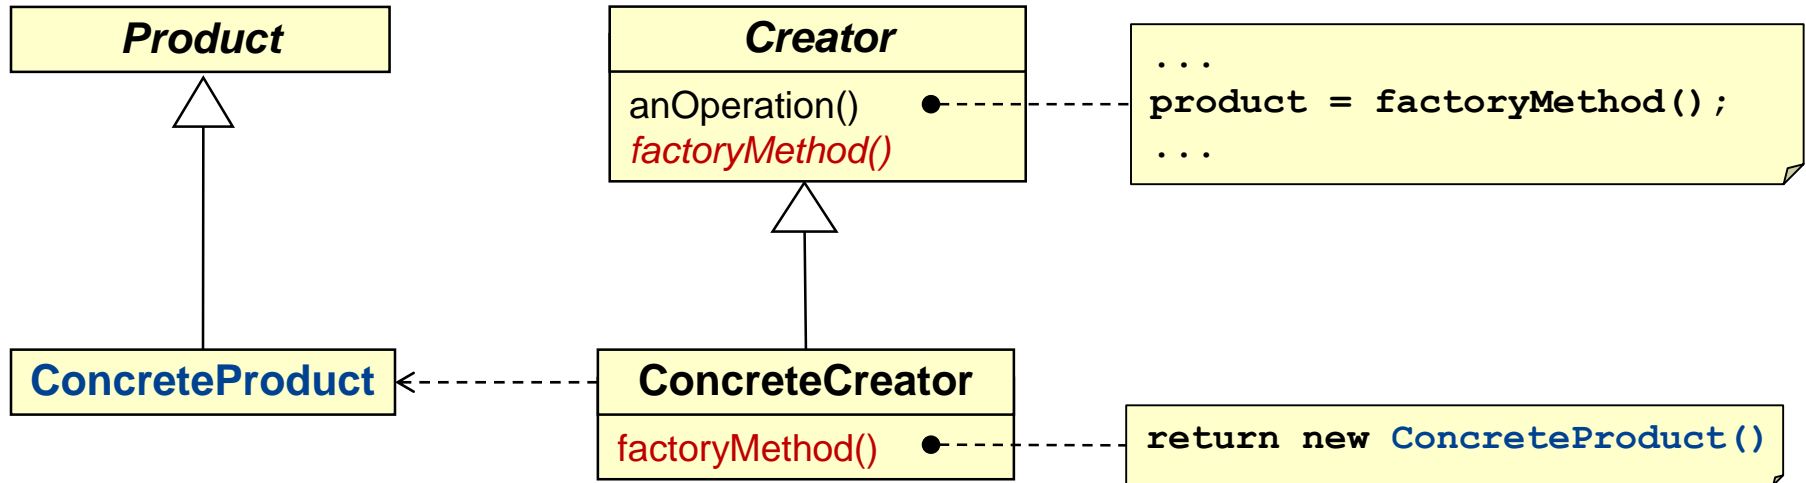 Product
Creator
anOperation()
factoryMethod()
...
product = factoryMethod();
...
ConcreteProduct
ConcreteCreator
factoryMethod()
return new ConcreteProduct()